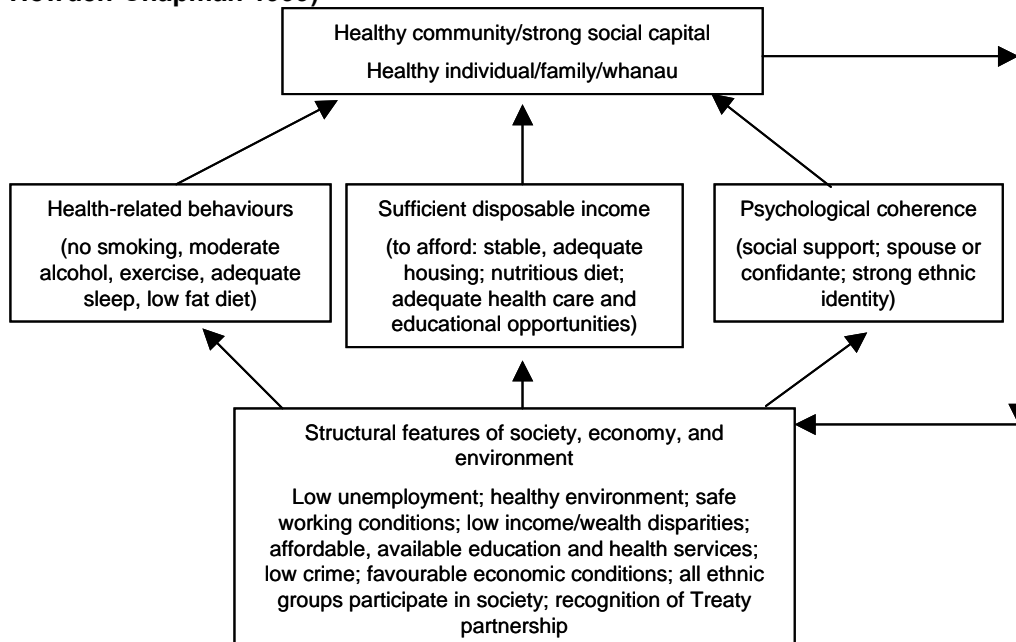 Healthy community/strong social capital
Healthy individual/family/whanau
Health-related behaviours
(no smoking, moderate
alcohol, exercise, adequate
sleep, low fat diet)
Sufficient disposable income
(to afford: stable, adequate
housing; nutritious diet;
adequate health care and
educational opportunities)
Psychological coherence
(social support; spouse or
confidante; strong ethnic
identity)
Structural features of society, economy, and
environment
Low unemployment; healthy environment; safe
working conditions; low income/wealth disparities;
affordable, available education and health services;
low crime; favourable economic conditions; all ethnic
groups participate in society; recognition of Treaty
partnership